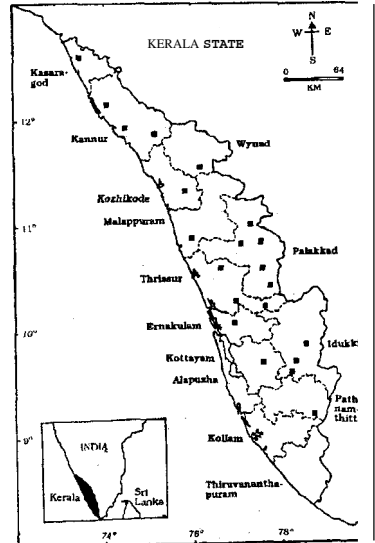 KERALA STATE
N
W E
S
0 64
KM
Kasara-
god
12°
Kannur
Wynad
Kozhikode
Malappuram
11°
Palakkad
Thrissur
Ernakulam
10°
Idukk
Kottayam
Alapuzha
Path
nam-
thitt
9°
Kollam
INDIA
Kerala
Sri
Lanka
Thiruvanantha-
puram
74° 76° 78°